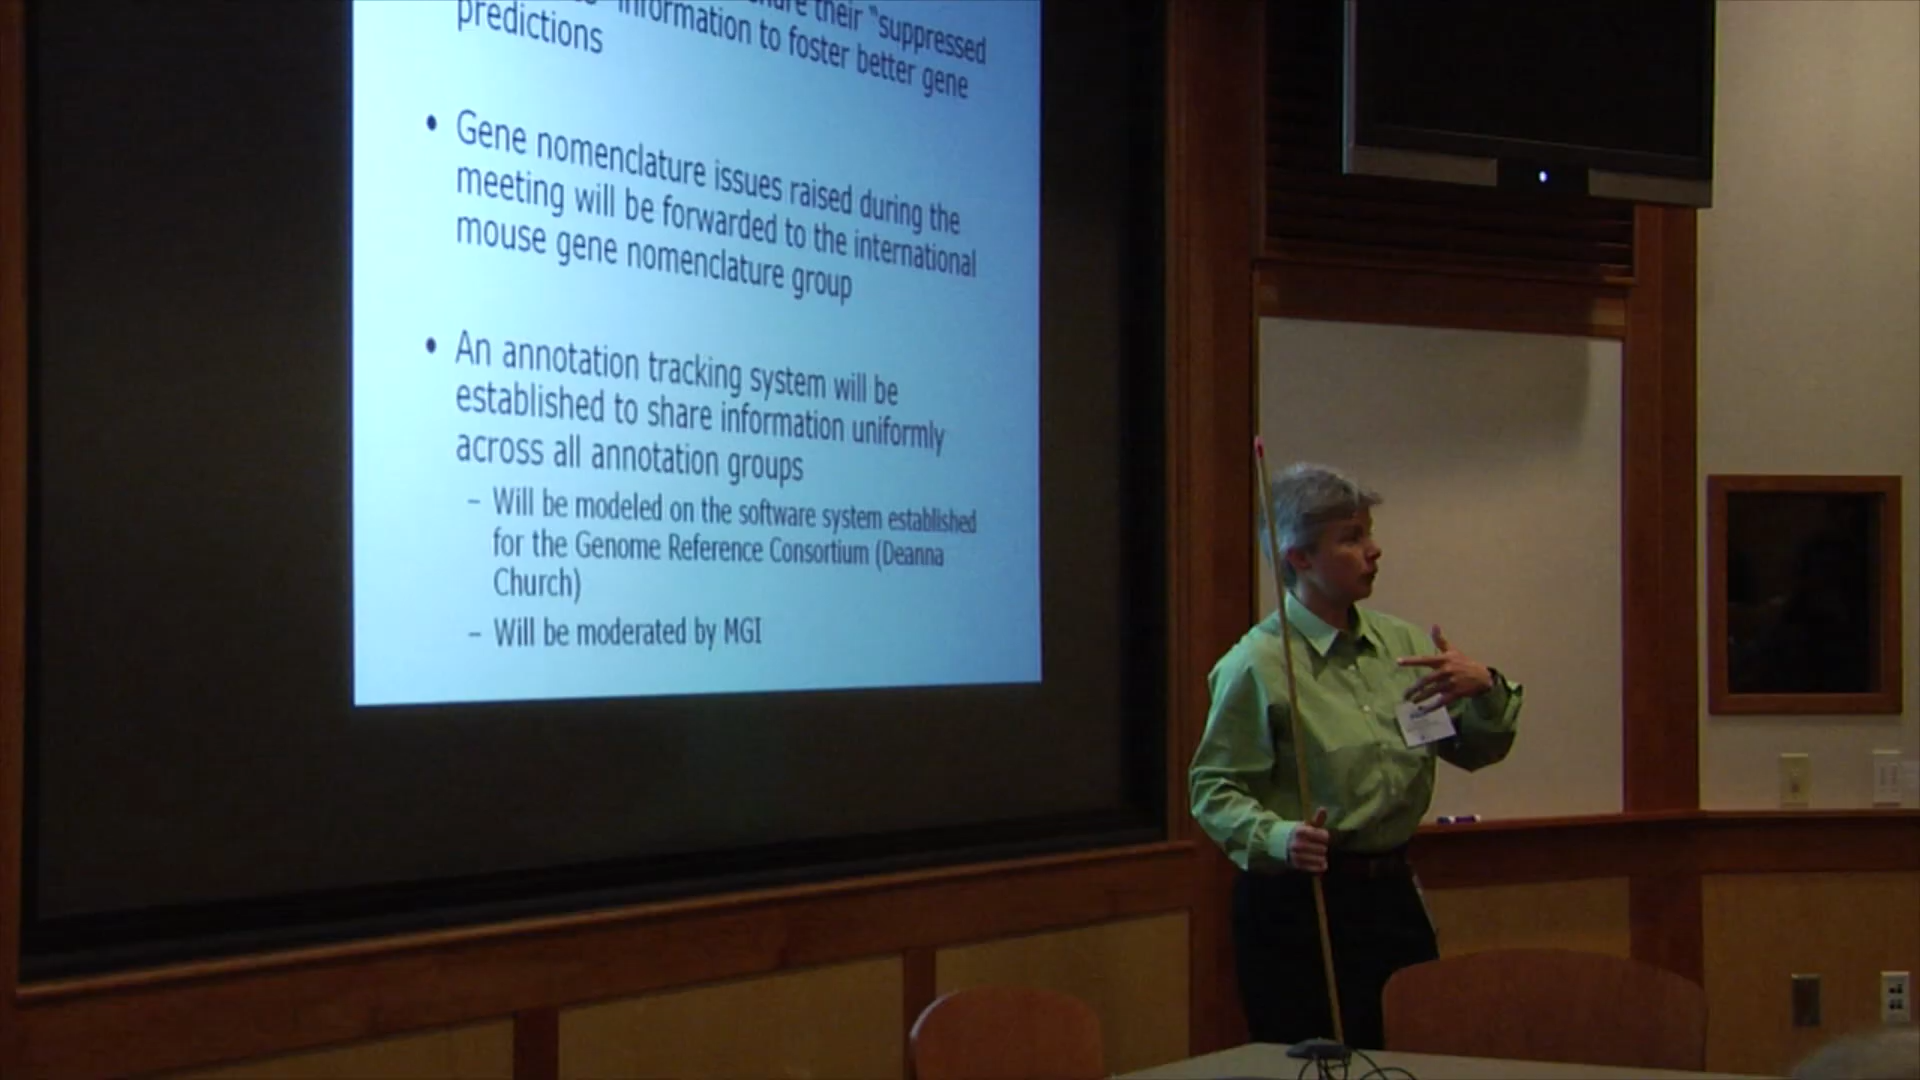 their "suppressed
information to foster better gene
predictions
• Gene nomenclature issues raised during the
meeting will be forwarded to the international
mouse gene nomenclature group
• An annotation tracking system will be
established to share information uniformly
across all annotation groups
– Will be modeled on the software system established
for the Genome Reference Consortium (Deanna
Church)
– Will be moderated by MGI